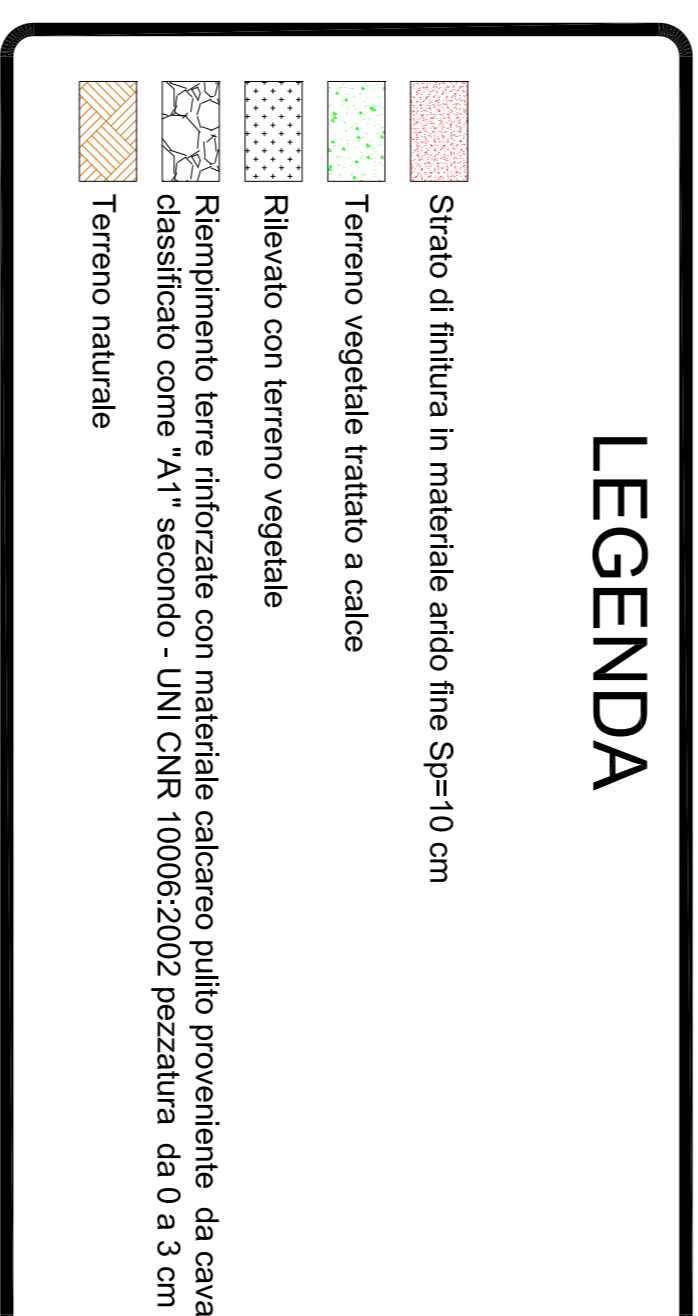 LEGENDA
Strato di finitura in materiale arido fine Sp=10 cm
Terreno vegetale trattato a calce
Rilevato con terreno vegetale
Riempimento terre rinforzate con materiale calcareo pulito proveniente da cava
classificato come "A1" secondo - UNI CNR 10006:2002 pezzatura da 0 a 3 cm
Terreno naturale